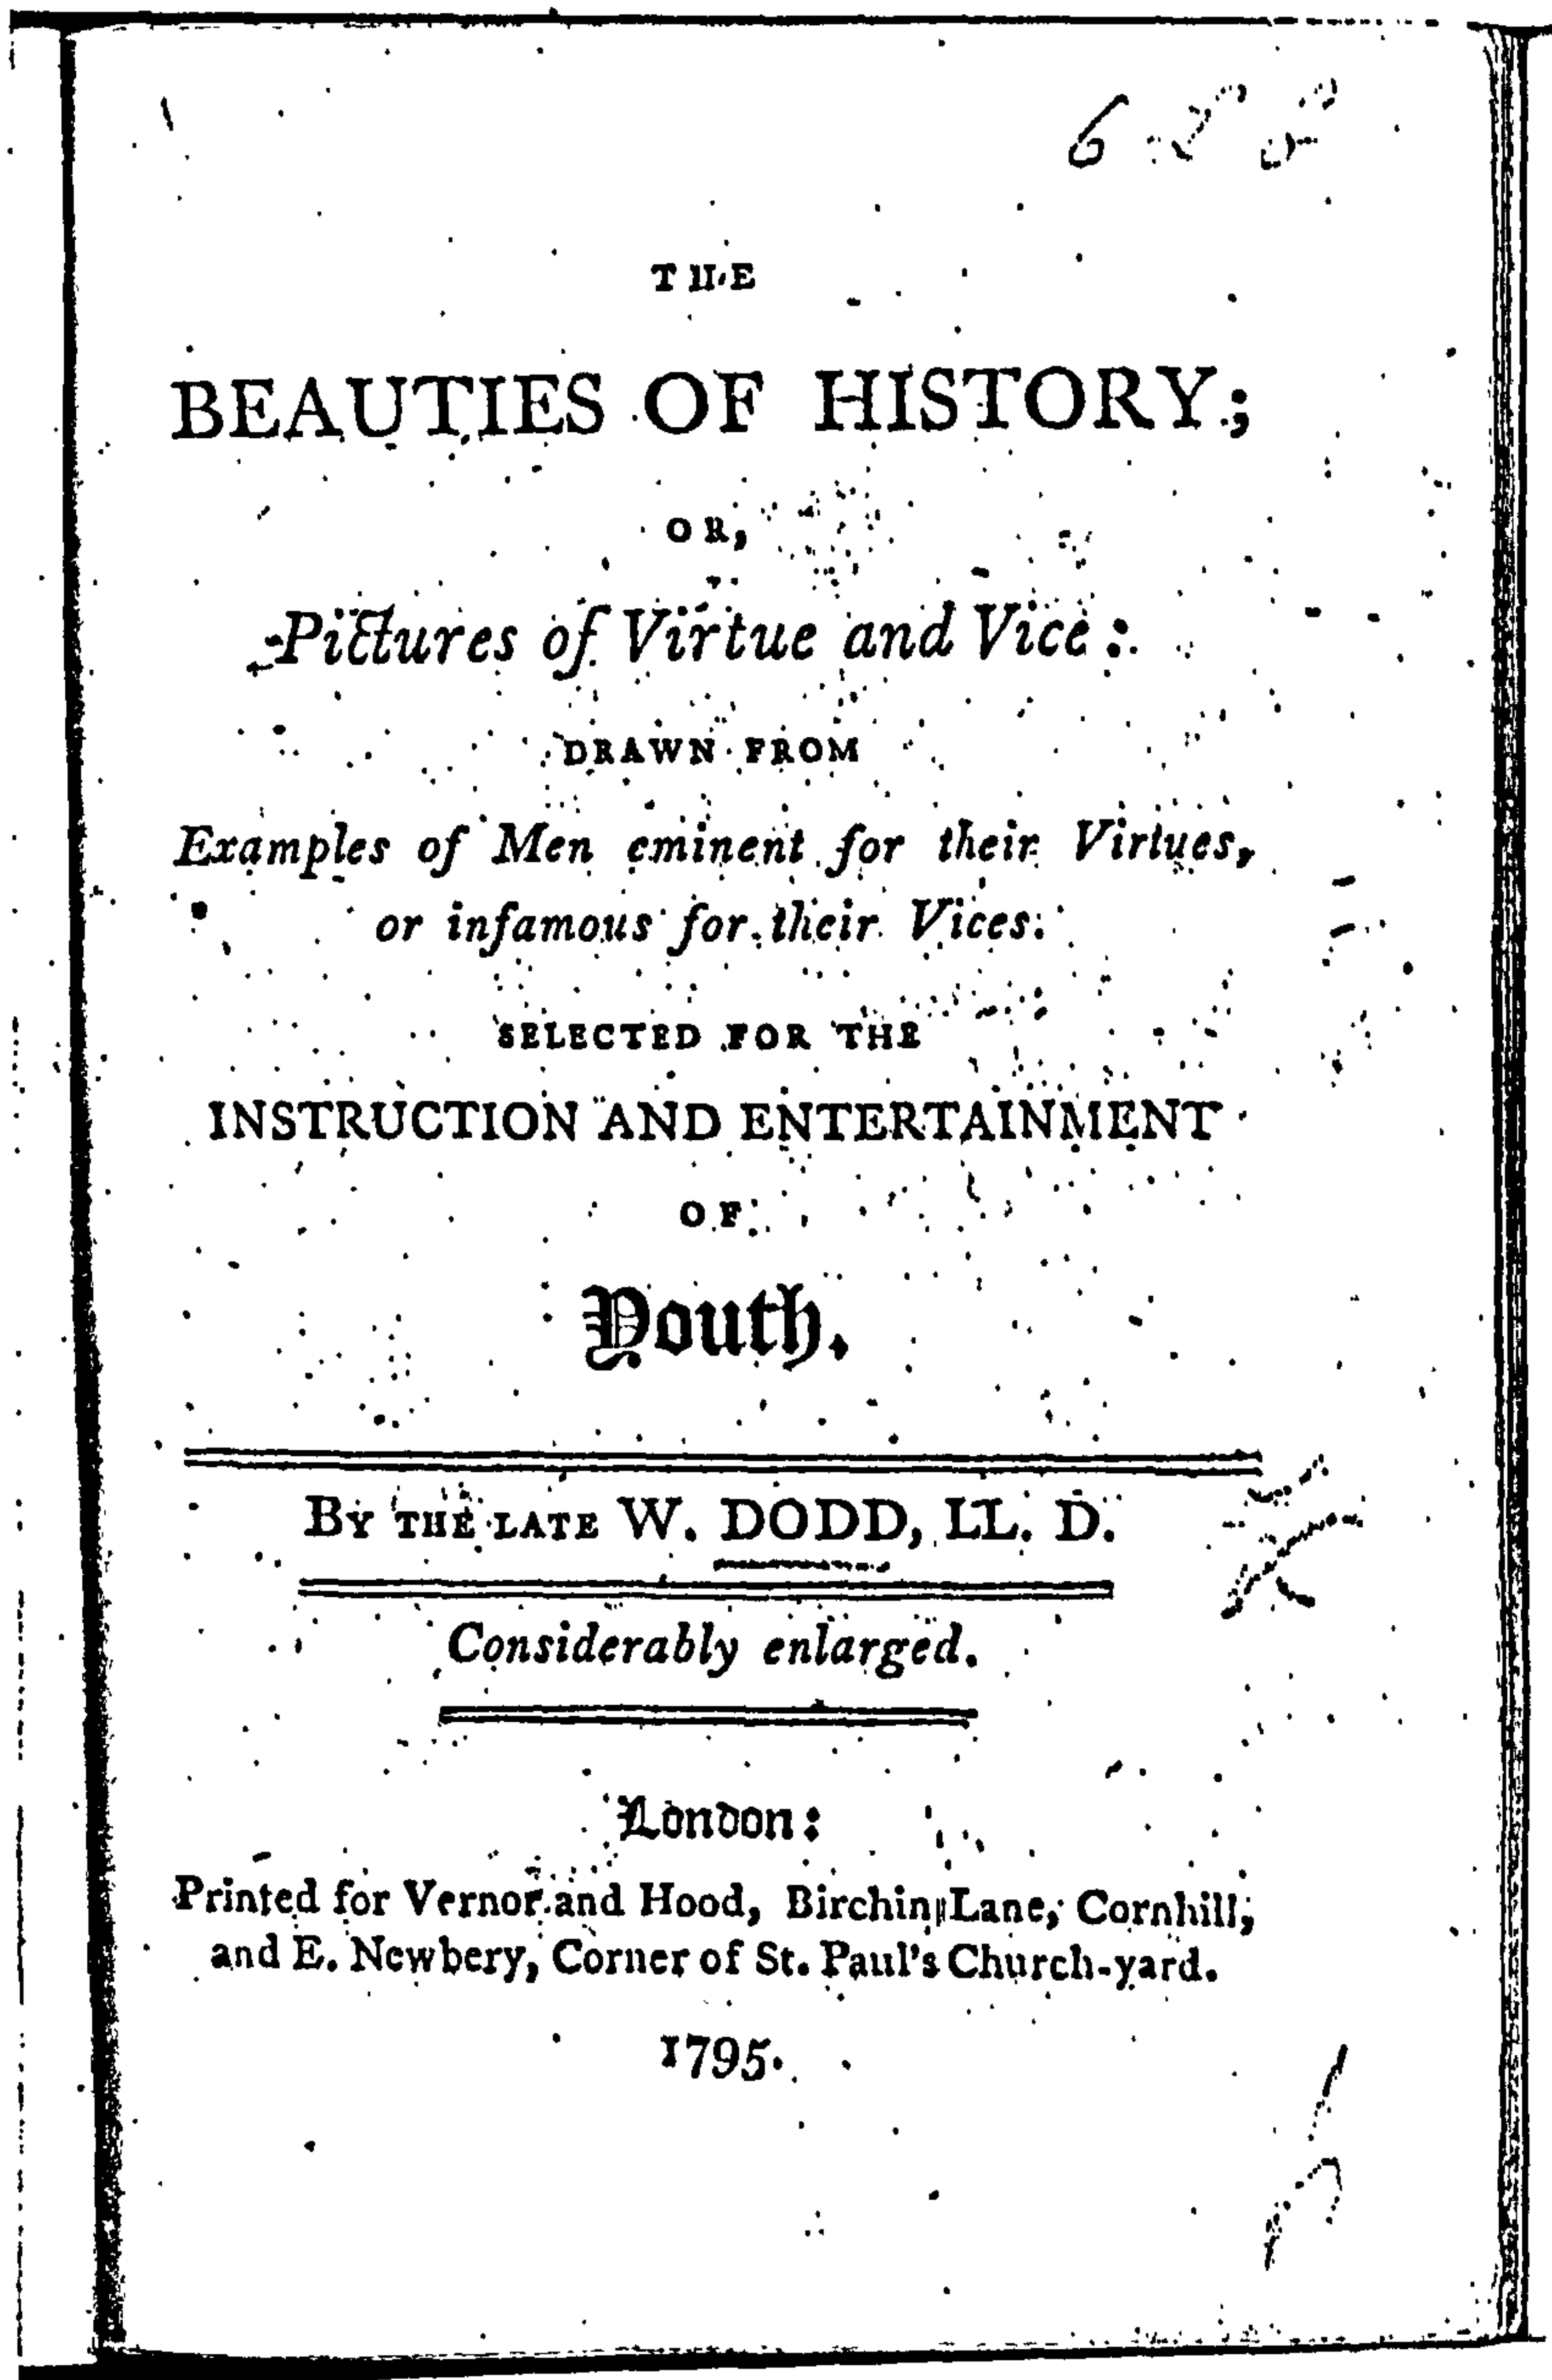 THE
BEAUTIES OF HISTORY;
OR,
Pictures of Virtue and Vice:
DRAWN FROM
Examples of Men eminent for their Virtues,
or infamous for their Vices.
SELECTED FOR THE
INSTRUCTION AND ENTERTAINMENT
OF
Youth.
BY THE LATE W. DODD, LL. D.
Considerably enlarged.
London:
Printed for Vernor and Hood, Birchin Lane, Cornhill,
and E. Newbery, Corner of St. Paul's Church-yard.
1795.